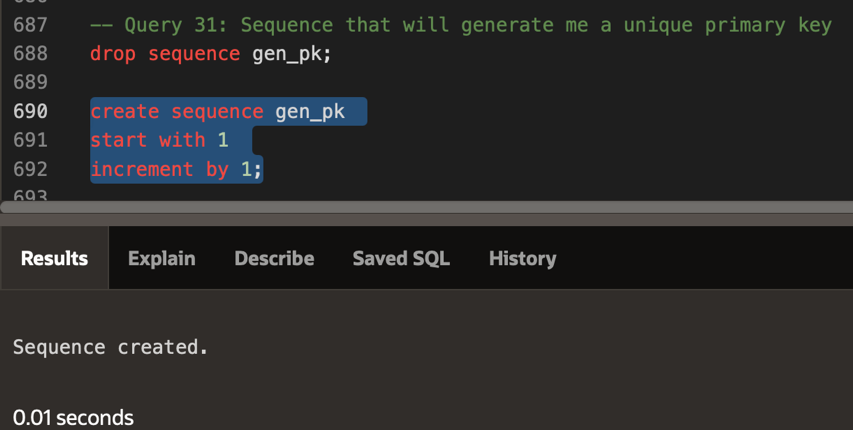 687 -- Query 31: Sequence that will generate me a unique primary key
688 drop sequence gen_pk;
689
690 create sequence gen_pk
691 start with 1
692 increment by 1;
693
Results Explain Describe Saved SQL History
Sequence created.
0.01 seconds